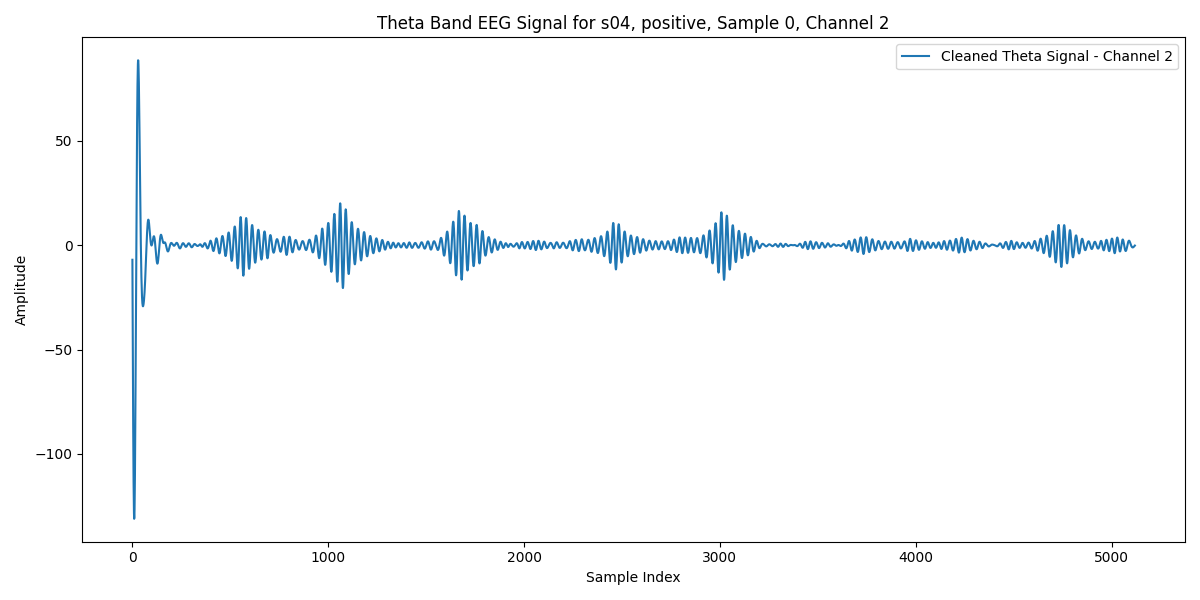 Theta Band EEG Signal for s04, positive, Sample 0, Channel 2
Cleaned Theta Signal - Channel 2
50
0
−50
−100
Amplitude
0 1000 2000 3000 4000 5000
Sample Index